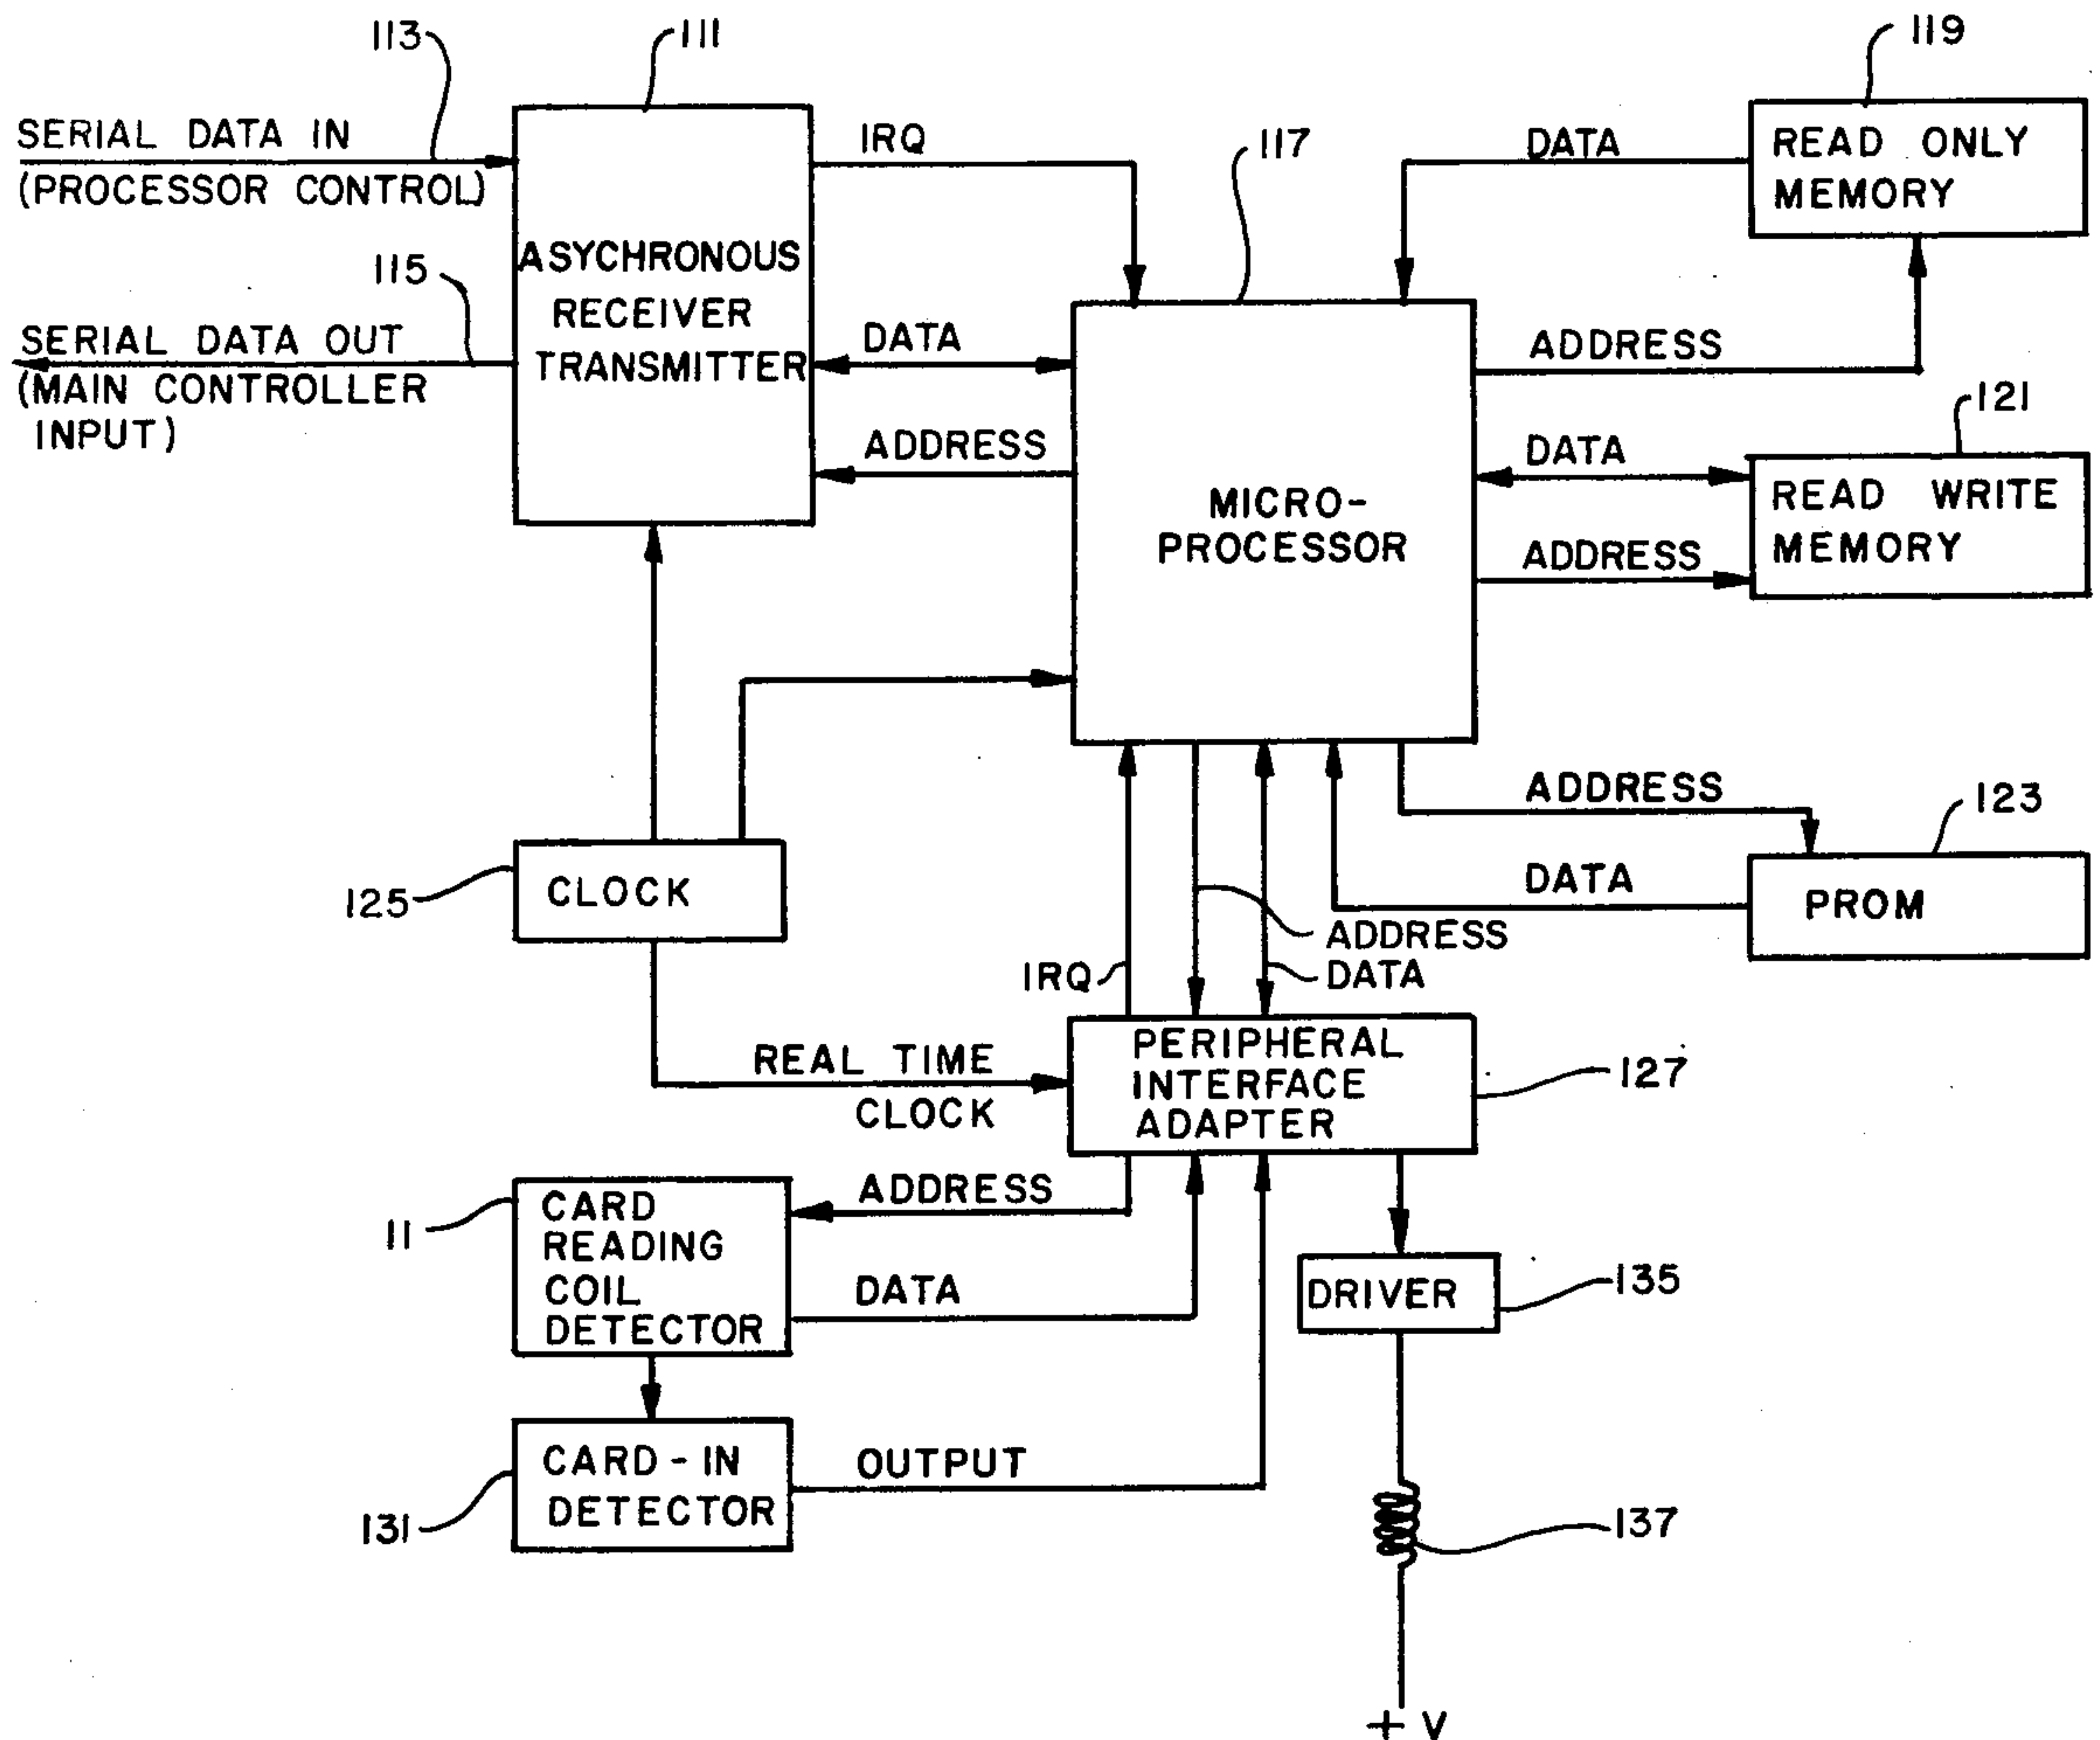 113
111
119
SERIAL DATA IN
(PROCESSOR CONTROL)
IRQ
117
DATA
READ ONLY
MEMORY
115
ASYCHRONOUS
RECEIVER
TRANSMITTER
SERIAL DATA OUT
(MAIN CONTROLLER
INPUT)
DATA
ADDRESS
ADDRESS
121
MICRO-
PROCESSOR
DATA
READ WRITE
MEMORY
ADDRESS
ADDRESS
123
125
CLOCK
DATA
PROM
ADDRESS
IRQ
DATA
REAL TIME
CLOCK
PERIPHERAL
INTERFACE
ADAPTER
127
11
CARD
READING
COIL
DETECTOR
ADDRESS
DATA
DRIVER
135
131
CARD-IN
DETECTOR
OUTPUT
137
+ V